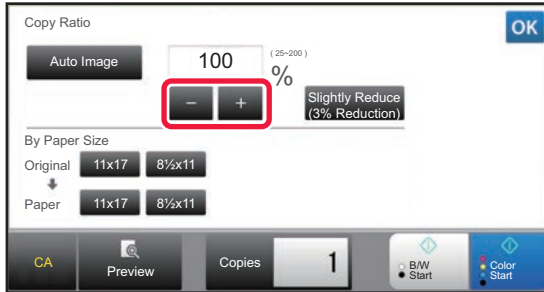 Copy Ratio
OK
Auto Image
100
( 25~200 )
%
− +
Slightly Reduce
(3% Reduction)
By Paper Size
Original 11x17 8½x11
Paper 11x17 8½x11
CA
Preview
Copies
1
B/W
Start
Color
Start